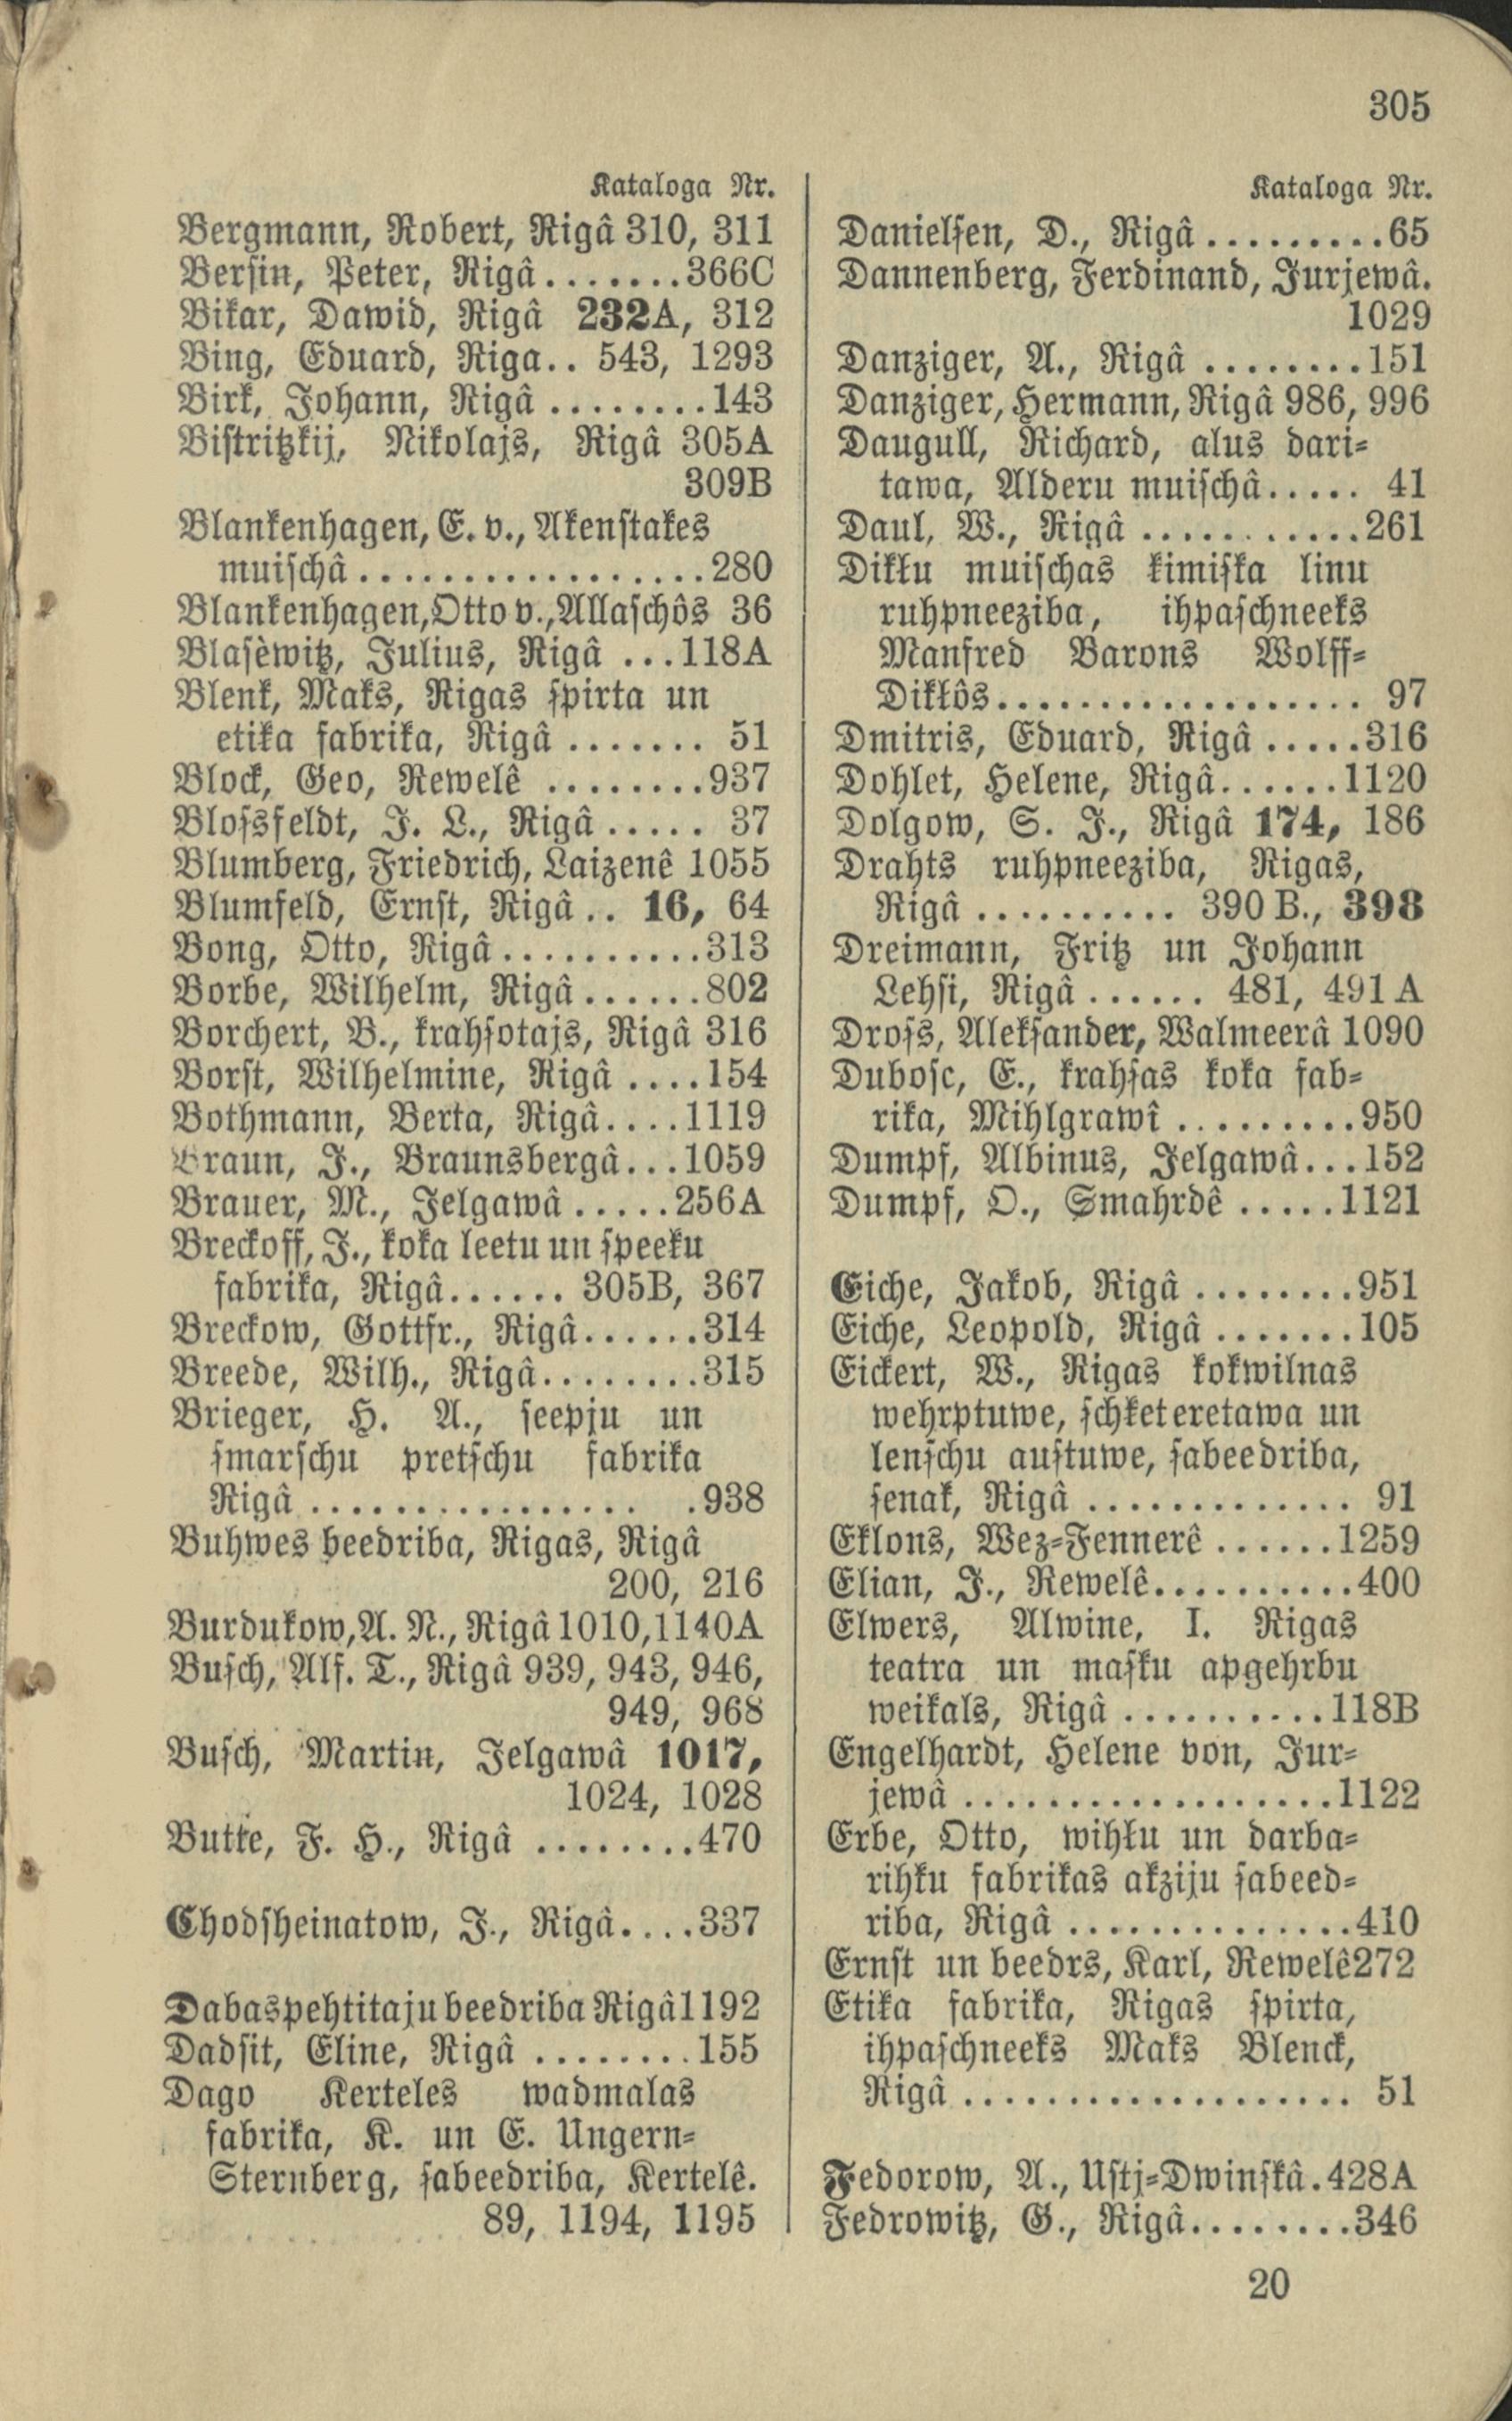 305
Kataloga Nr.
Bergmann, Robert, Rigâ 310, 311
Berſin, Peter, Rigâ.......366C
Bikar, Dawid, Rigâ 232A, 312
Bing, Eduard, Riga.. 543, 1293
Birk, Johann, Rigâ ........143
Biſtritzkij, Nikolajs, Rigâ 305A
309B
Blankenhagen, E. v., Akenſtakes
muiſchâ.................280
Blankenhagen, Otto v., Allaſchôs 36
Blaſèwitz, Julius, Rigâ ...118A
Blenk, Maks, Rigas ſpirta un
etika fabrika, Rigâ ....... 51
Block, Geo, Rewelê ........937
Bloſsfeldt, J. L., Rigâ ..... 37
Blumberg, Friedrich, Laizenê 1055
Blumfeld, Ernſt, Rigâ.. 16, 64
Bong, Otto, Rigâ..........313
Borbe, Wilhelm, Rigâ......802
Borchert, B., krahſotajs, Rigâ 316
Borſt, Wilhelmine, Rigâ ....154
Bothmann, Berta, Rigâ....1119
Braun, J., Braunsbergâ...1059
Brauer, M., Jelgawâ.....256A
Breckoff, J., koka leetu un ſpeeķu
fabrika, Rigâ...... 305B, 367
Breckow, Gottfr., Rigâ......314
Breede, Wilh., Rigâ........315
Brieger, H. A., ſeepju un
ſmarſchu pretſchu fabrika
Rigâ ................ .938
Buhwes beedriba, Rigas, Rigâ
200, 216
Burdukow, A. N., Rigâ 1010, 1140A
Buſch, Alf. T., Rigâ 939, 943, 946,
949, 968
Buſch, Martin, Jelgawâ 1017,
1024, 1028
Butte, F. H., Rigâ ........470
Chodſheinatow, J., Rigâ....337
Dabaspehtitaju beedriba Rigâ 1192
Dadſit, Eline, Rigâ ........155
Dago Kerteles wadmalas
fabrika, K. un E. Ungern-
Sternberg, ſabeedriba, Kertelê.
89, 1194, 1195
Kataloga Nr.
Danielſen, D., Rigâ.........65
Dannenberg, Ferdinand, Jurjewâ.
1029
Danziger, A., Rigâ ........151
Danziger, Hermann, Rigâ 986, 996
Daugull, Richard, alus dari-
tawa, Alderu muiſchâ..... 41
Daul, W., Rigâ ...........261
Dikļu muiſchas kimiſka linu
ruhpneeziba, ihpaſchneeks
Manfred Barons Wolff-
Dikļôs.................. 97
Dmitris, Eduard, Rigâ .....316
Dohlet, Helene, Rigâ......1120
Dolgow, S. J., Rigâ 174, 186
Drahts ruhpneeziba, Rigas,
Rigâ .......... 390 B., 398
Dreimann, Fritz un Johann
Lehſi, Rigâ ...... 481, 491 A
Droſs, Alekſander, Walmeerâ 1090
Duboſc, E., krahſas koka fab-
rika, Mihlgrawî .........950
Dumpf, Albinus, Jelgawâ...152
Dumpf, O., Smahrdê .....1121
Eiche, Jakob, Rigâ ........951
Eiche, Leopold, Rigâ .......105
Eickert, W., Rigas kokwilnas
wehrptuwe, ſchketeretawa un
lenſchu auſtuwe, ſabeedriba,
ſenak, Rigâ ............. 91
Eklons, Wez-Fennerê ......1259
Elian, J., Rewelê..........400
Elwers, Alwine, I. Rigas
teatra un maſku apgehrbu
weikals, Rigâ ..........118B
Engelhardt, Helene von, Jur-
jewâ ..................1122
Erbe, Otto, wihļu un darba-
rihku fabrikas akziju ſabeed-
riba, Rigâ ..............410
Ernſt un beedrs, Karl, Rewelê 272
Etika fabrika, Rigas ſpirta,
ihpaſchneeks Maks Blenck,
Rigâ ................... 51
Fedorow, A., Uſtj-Dwinſkâ.428A
Fedrowitz, G., Rigâ........346
20